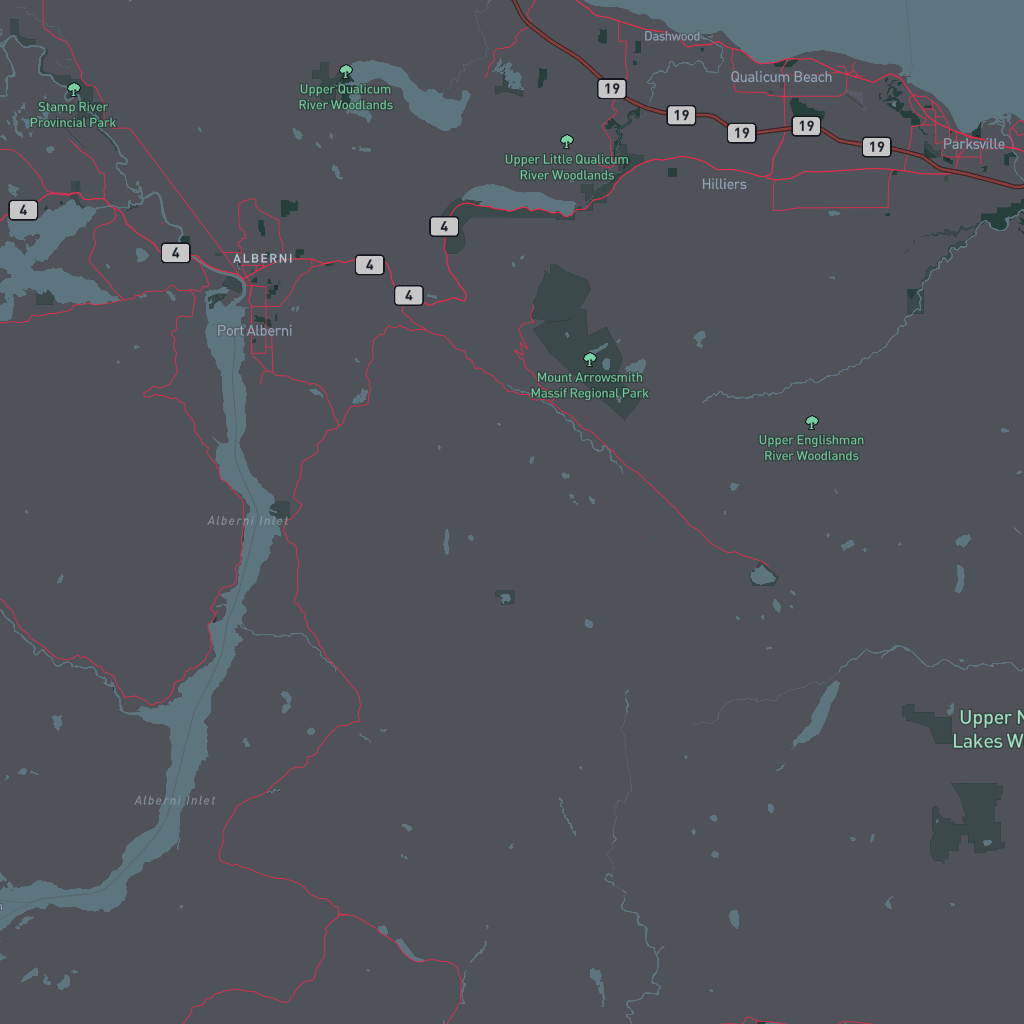 Dashwood
Qualicum Beach
Upper Qualicum
River Woodlands
19
Stamp River
Provincial Park
19
19
19
19
Parksville
Upper Little Qualicum
River Woodlands
Hilliers
4
4
4
ALBERNI
4
4
Port Alberni
Mount Arrowsmith
Massif Regional Park
Upper Englishman
River Woodlands
Alberni Inlet
Upper N
Lakes W
Alberni Inlet